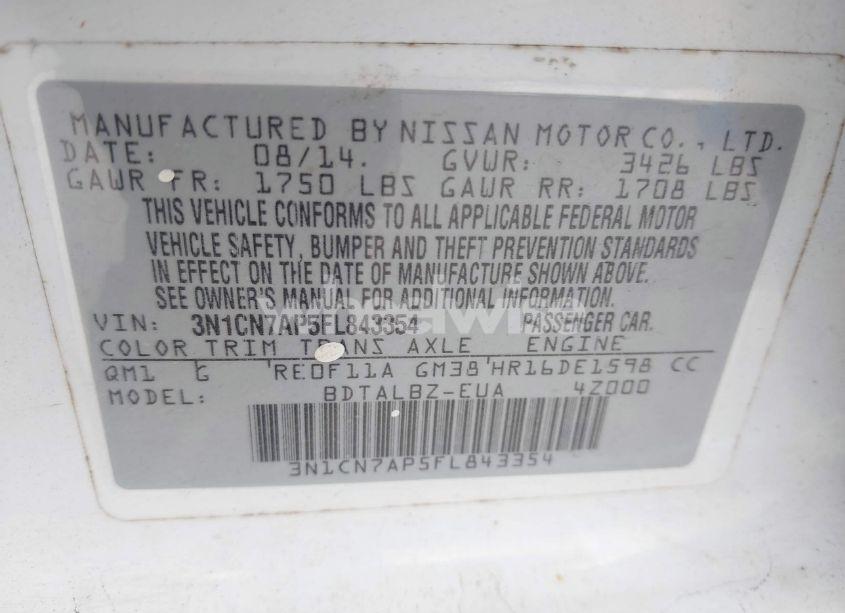 MANUFACTURED BY NISSAN MOTOR CO., LTD.
DATE: 08/14. GVWR: 3426 LBS
GAWR FR: 1750 LBS GAWR RR: 1708 LBS
THIS VEHICLE CONFORMS TO ALL APPLICABLE FEDERAL MOTOR
VEHICLE SAFETY, BUMPER AND THEFT PREVENTION STANDARDS
IN EFFECT ON THE DATE OF MANUFACTURE SHOWN ABOVE.
SEE OWNER'S MANUAL FOR ADDITIONAL INFORMATION.
VIN: 3N1CN7AP5FL843354 PASSENGER CAR.
COLOR TRIM TRANS AXLE ENGINE
QM1 G RE0F11A GM38 HR16DE1598 CC
MODEL: BDTALBZ-EUA 4Z000
3N1CN7AP5FL843354